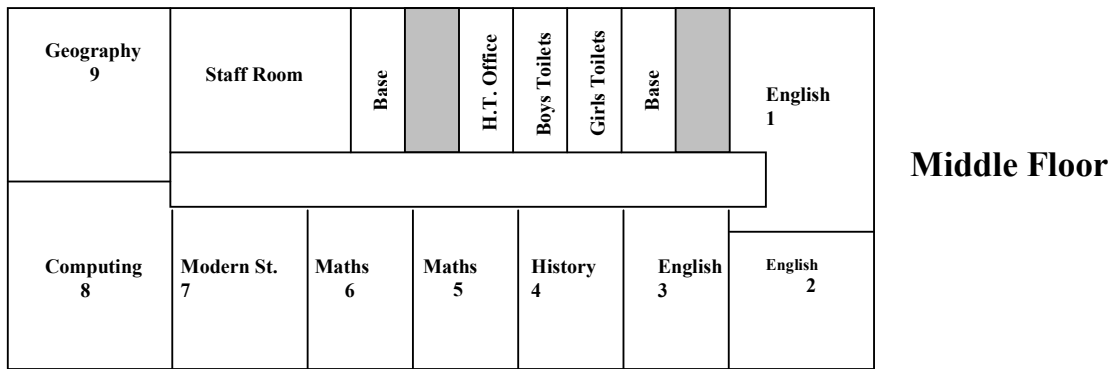 Geography
9
Staff Room
Base
H.T. Office
Boys Toilets
Girls Toilets
Base
English
1
Middle Floor
Computing
8
Modern St.
7
Maths
6
Maths
5
History
4
English
3
English
2